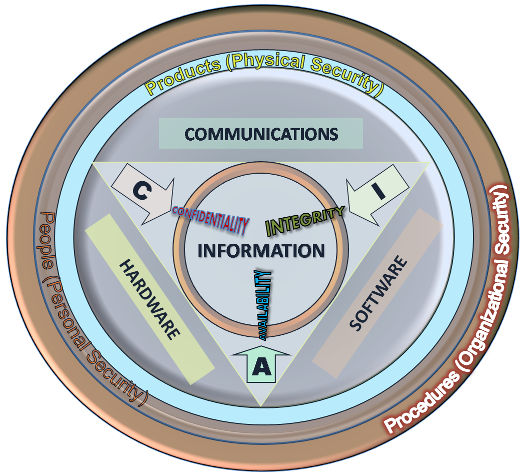 Products (Physical Security)
COMMUNICATIONS
C
I
CONFIDENTIALITY
INTEGRITY
INFORMATION
HARDWARE
AVAILABILITY
SOFTWARE
A
People (Personal Security)
Procedures (Organizational Security)